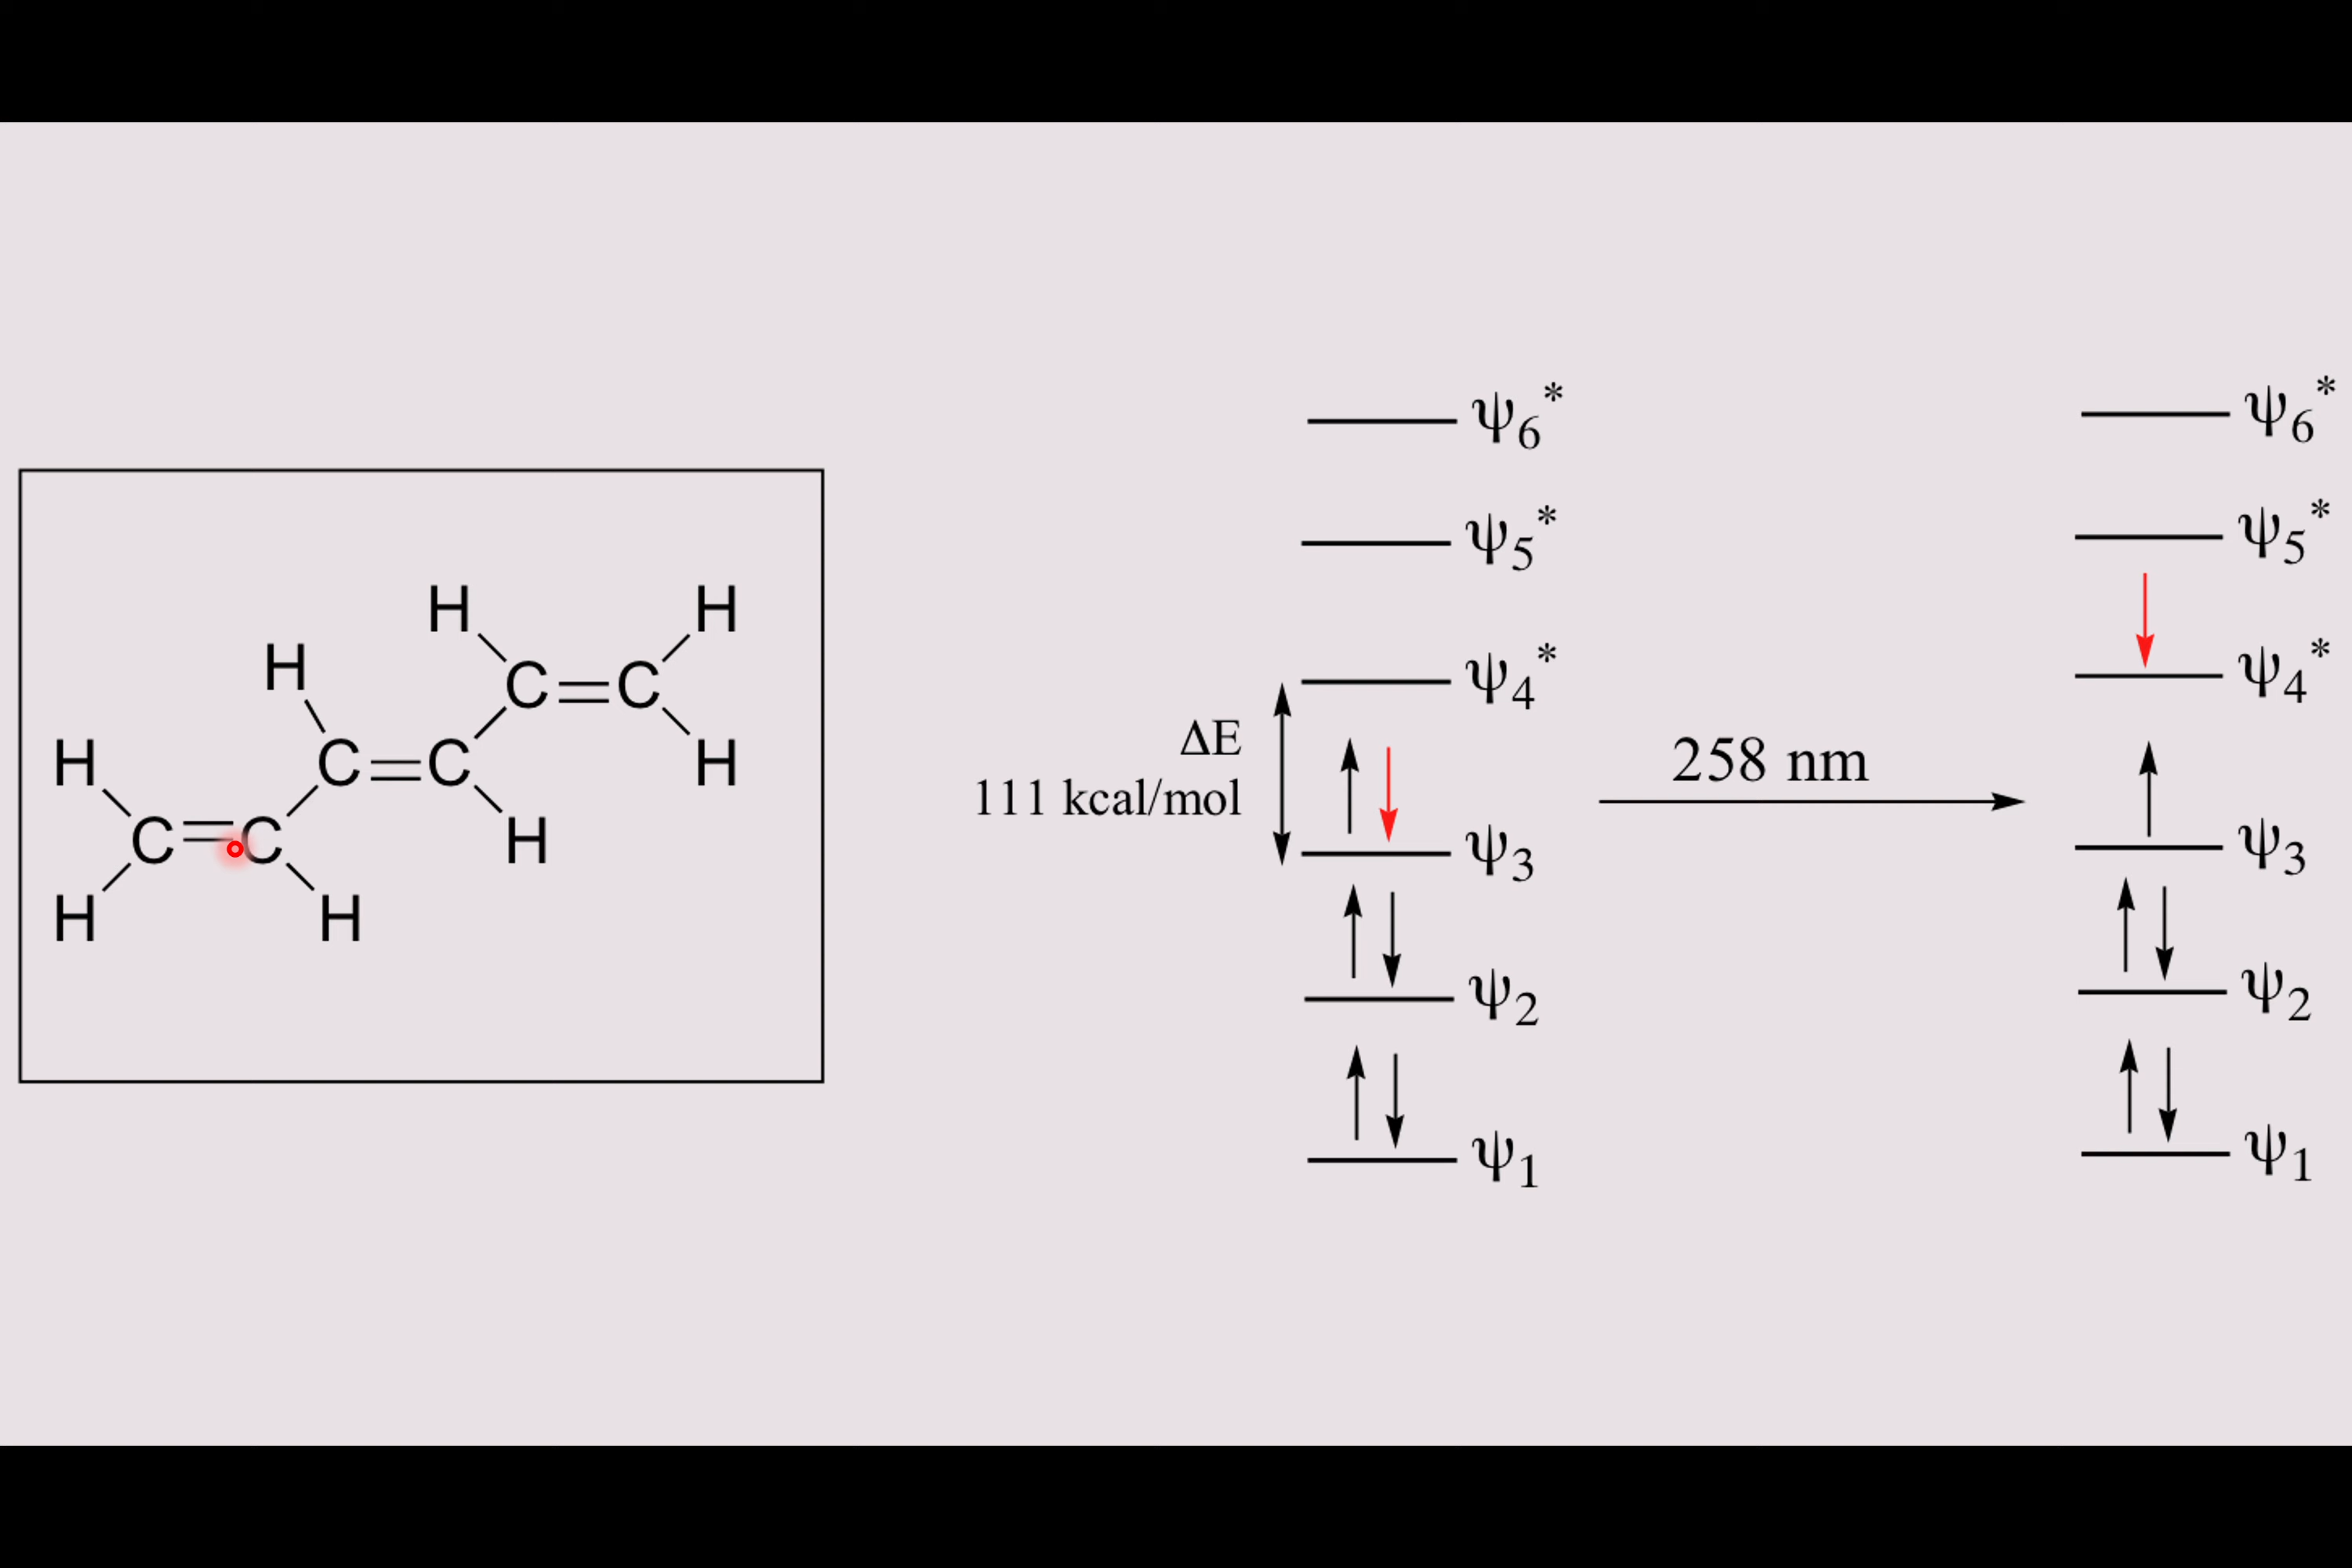 H H
H
C=C
H C=C H
C=C H
H H
ψ6*
ψ5*
ψ4*
ΔE
111 kcal/mol
ψ3
ψ2
ψ1
258 nm
ψ6*
ψ5*
ψ4*
ψ3
ψ2
ψ1